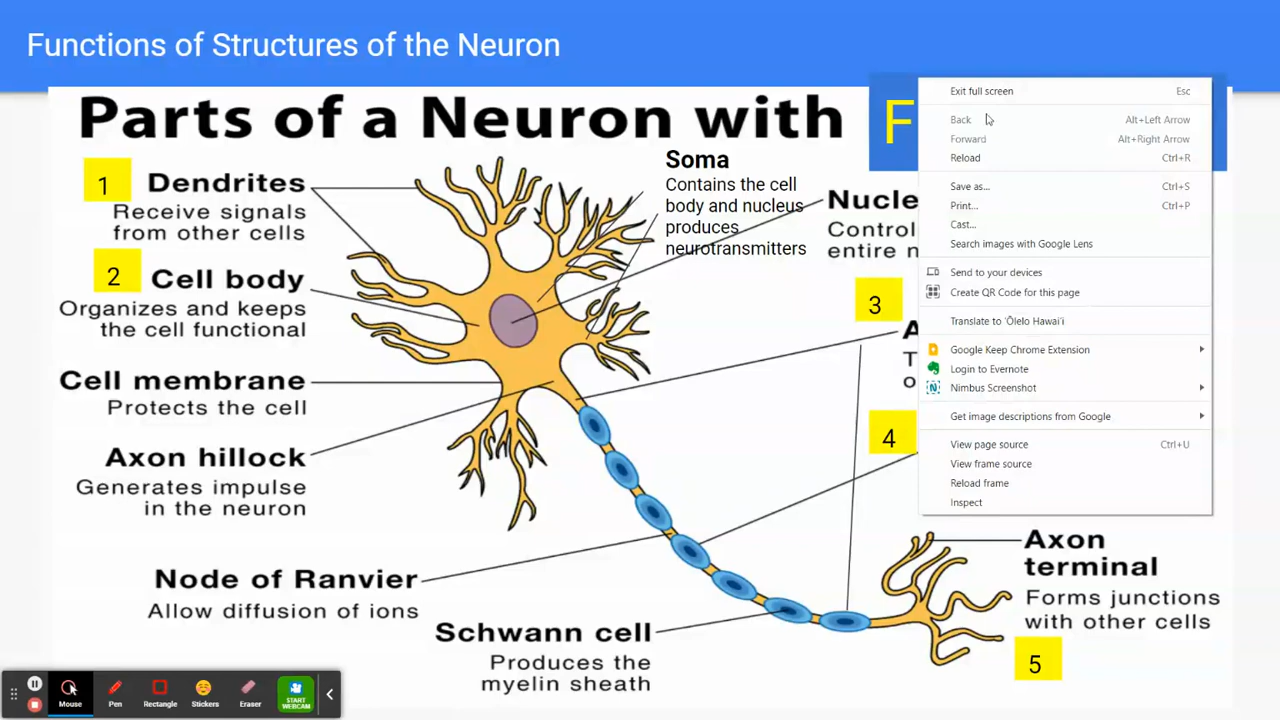 Functions of Structures of the Neuron
Parts of a Neuron with F
1
Dendrites
Receive signals
from other cells
2
Cell body
Organizes and keeps
the cell functional
Cell membrane
Protects the cell
Axon hillock
Generates impulse
in the neuron
Node of Ranvier
Allow diffusion of ions
Schwann cell
Produces the
myelin sheath
Soma
Contains the cell
body and nucleus
produces
neurotransmitters
3
4
Axon
terminal
Forms junctions
with other cells
5
Exit full screen Esc
Back Alt+Left Arrow
Forward Alt+Right Arrow
Reload Ctrl+R
Save as... Ctrl+S
Print... Ctrl+P
Cast...
Search images with Google Lens
Send to your devices
Create QR Code for this page
Translate to ʻŌlelo Hawaiʻi
Google Keep Chrome Extension
Login to Evernote
Nimbus Screenshot
Get image descriptions from Google
View page source Ctrl+U
View frame source
Reload frame
Inspect
Mouse Pen Rectangle Stickers Eraser START
WEBCAM